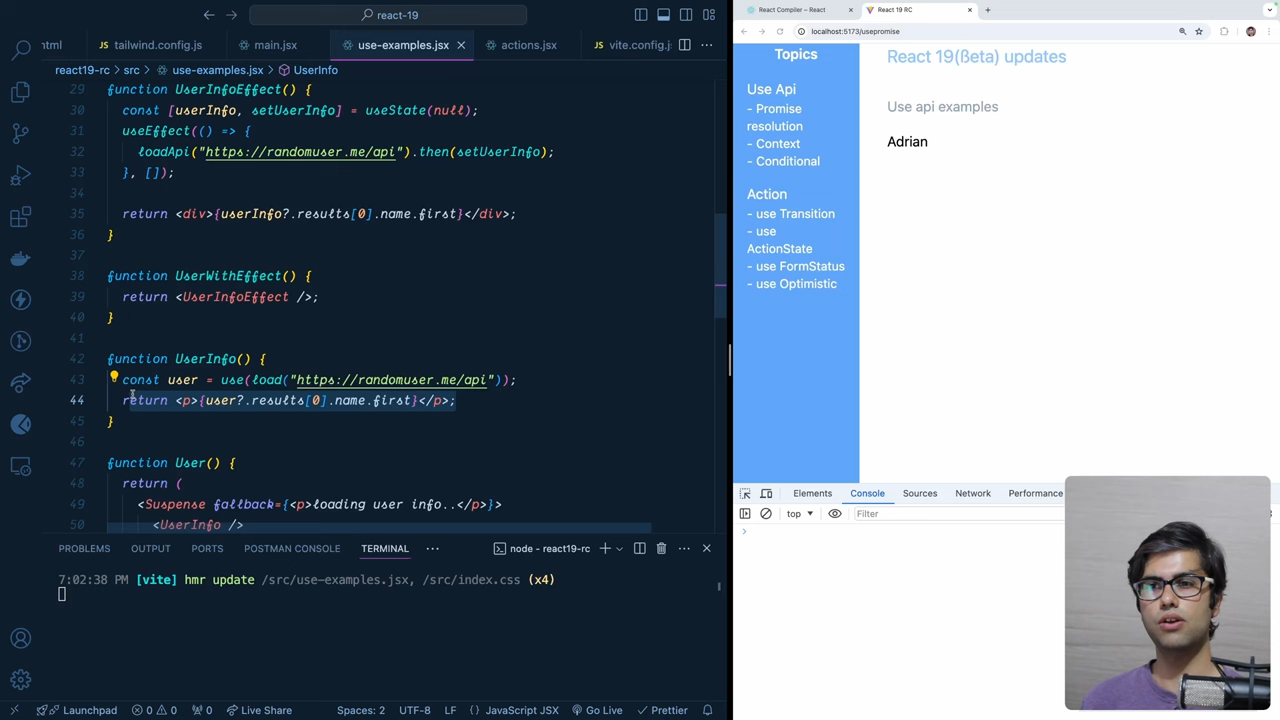 react-19
html
tailwind.config.js
main.jsx
use-examples.jsx
actions.jsx
vite.config.j
react19-rc > src > use-examples.jsx > UserInfo
29 function UserInfoEffect() {
30 const [userInfo, setUserInfo] = useState(null);
31 useEffect(() => {
32 loadApi("https://randomuser.me/api").then(setUserInfo);
33 }, []);
34
35 return <div>{userInfo?.results[0].name.first}</div>;
36 }
37
38 function UserWithEffect() {
39 return <UserInfoEffect />;
40 }
41
42 function UserInfo() {
43 const user = use(load("https://randomuser.me/api"));
44 return <p>{user?.results[0].name.first}</p>;
45 }
46
47 function User() {
48 return (
49 <Suspense fallback={<p>loading user info..</p>}>
50 <UserInfo />
PROBLEMS OUTPUT PORTS POSTMAN CONSOLE TERMINAL
node - react19-rc
7:02:38 PM [vite] hmr update /src/use-examples.jsx, /src/index.css (x4)
Launchpad 0 0 0 Live Share Spaces: 2 UTF-8 LF {} JavaScript JSX Go Live Prettier
React Compiler – React
React 19 RC
localhost:5173/usepromise
Topics
Use Api
- Promise
resolution
- Context
- Conditional
Action
- use Transition
- use
ActionState
- use FormStatus
- use Optimistic
React 19(ßeta) updates
Use api examples
Adrian
Elements Console Sources Network Performance
top Filter